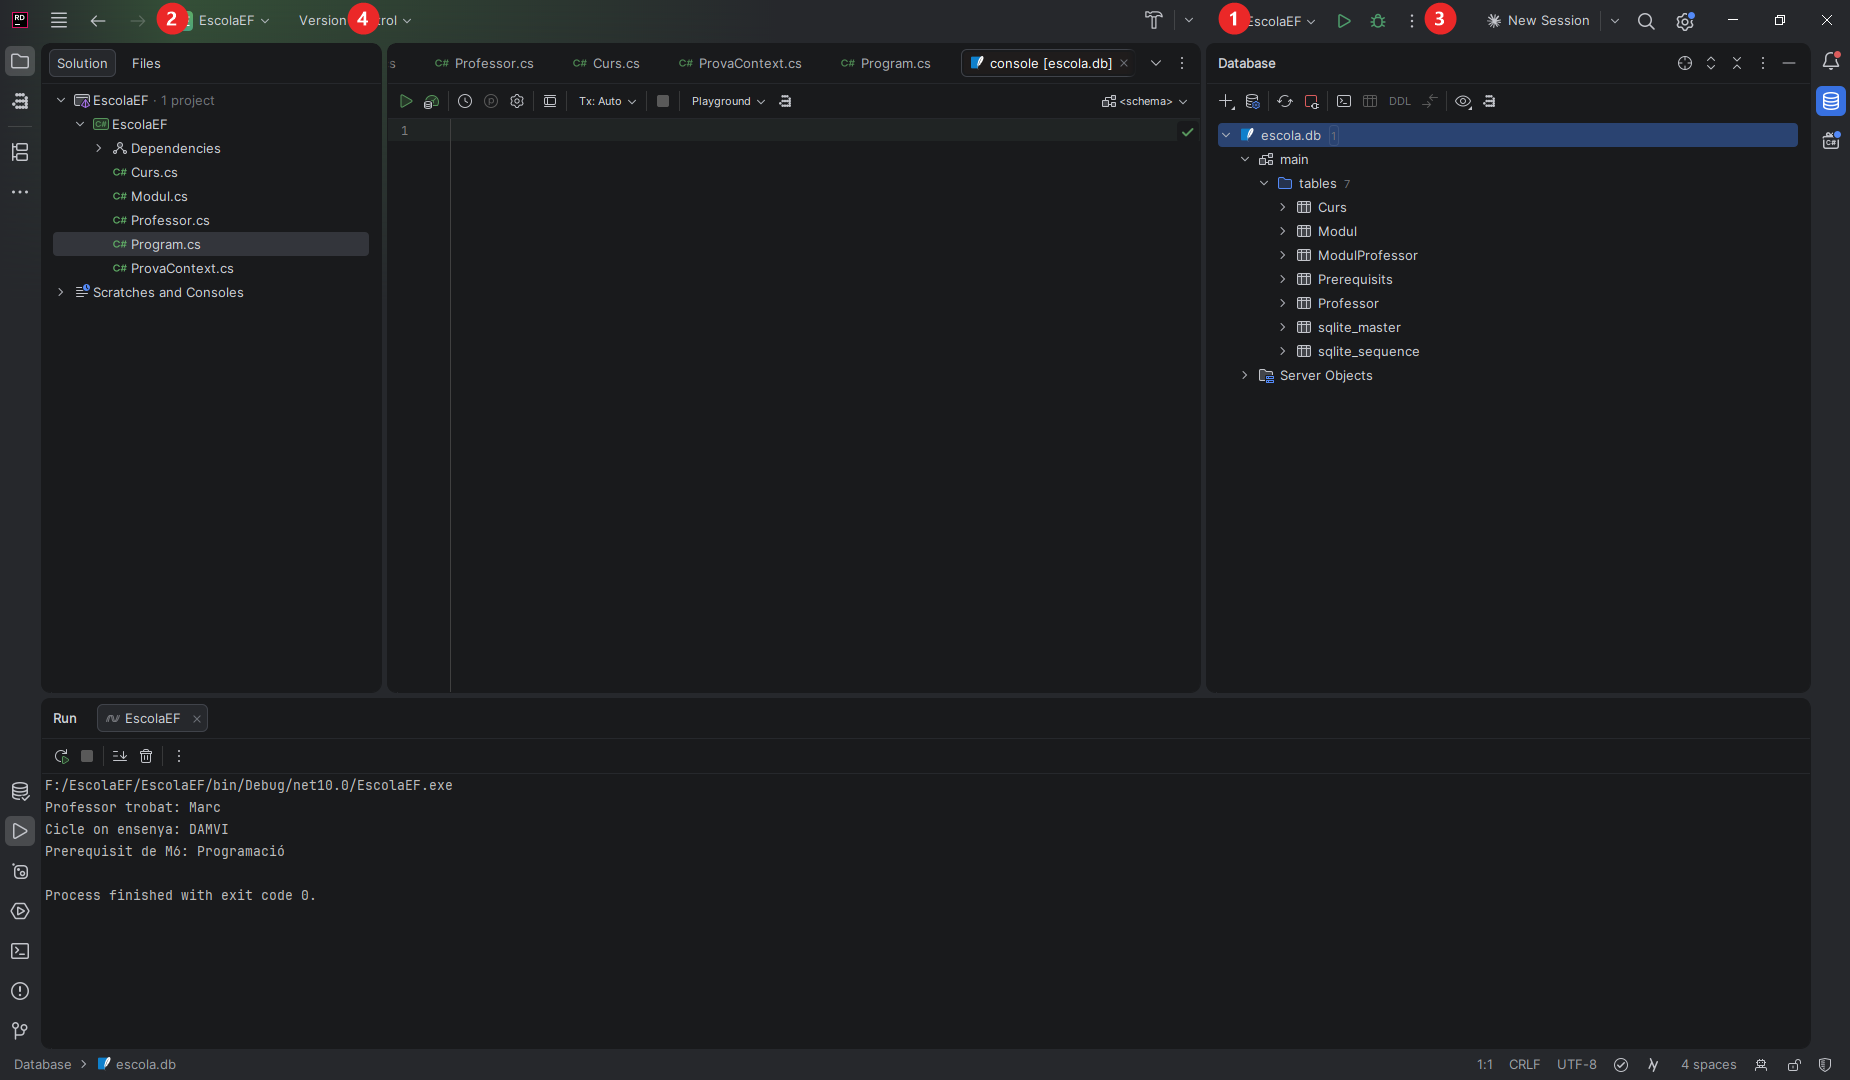 RD
2
EscolaEF
Version
4
rol
1
EscolaEF
3
New Session
Solution
Files
EscolaEF · 1 project
C# EscolaEF
Dependencies
C# Curs.cs
C# Modul.cs
C# Professor.cs
C# Program.cs
C# ProvaContext.cs
Scratches and Consoles
s
C# Professor.cs
C# Curs.cs
C# ProvaContext.cs
C# Program.cs
console [escola.db]
Tx: Auto
Playground
<schema>
1
Database
DDL
escola.db 1
main
tables 7
Curs
Modul
ModulProfessor
Prerequisits
Professor
sqlite_master
sqlite_sequence
Server Objects
C#
Run
EscolaEF
F:/EscolaEF/EscolaEF/bin/Debug/net10.0/EscolaEF.exe
Professor trobat: Marc
Cicle on ensenya: DAMVI
Prerequisit de M6: Programació
Process finished with exit code 0.
Database
escola.db
1:1
CRLF
UTF-8
4 spaces